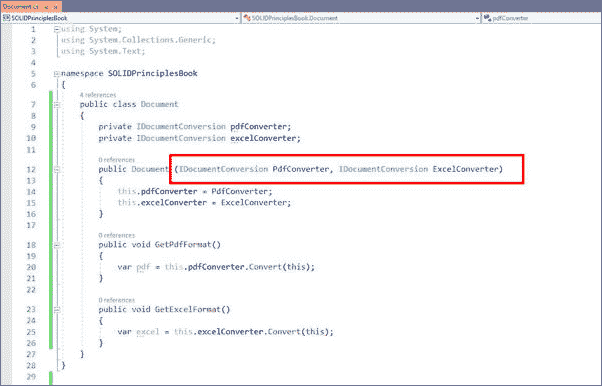 Document.cs
SOLIDPrinciplesBook SOLIDPrinciplesBook.Document pdfConverter
1 using System;
2 using System.Collections.Generic;
3 using System.Text;
4
5 namespace SOLIDPrinciplesBook
6 {
4 references
7 public class Document
8 {
9 private IDocumentConversion pdfConverter;
10 private IDocumentConversion excelConverter;
11
0 references
12 public Document (IDocumentConversion PdfConverter, IDocumentConversion ExcelConverter)
13 {
14 this.pdfConverter = PdfConverter;
15 this.excelConverter = ExcelConverter;
16 }
17
0 references
18 public void GetPdfFormat()
19 {
20 var pdf = this.pdfConverter.Convert(this);
21 }
22
0 references
23 public void GetExcelFormat()
24 {
25 var excel = this.excelConverter.Convert(this);
26 }
27 }
28 }
29